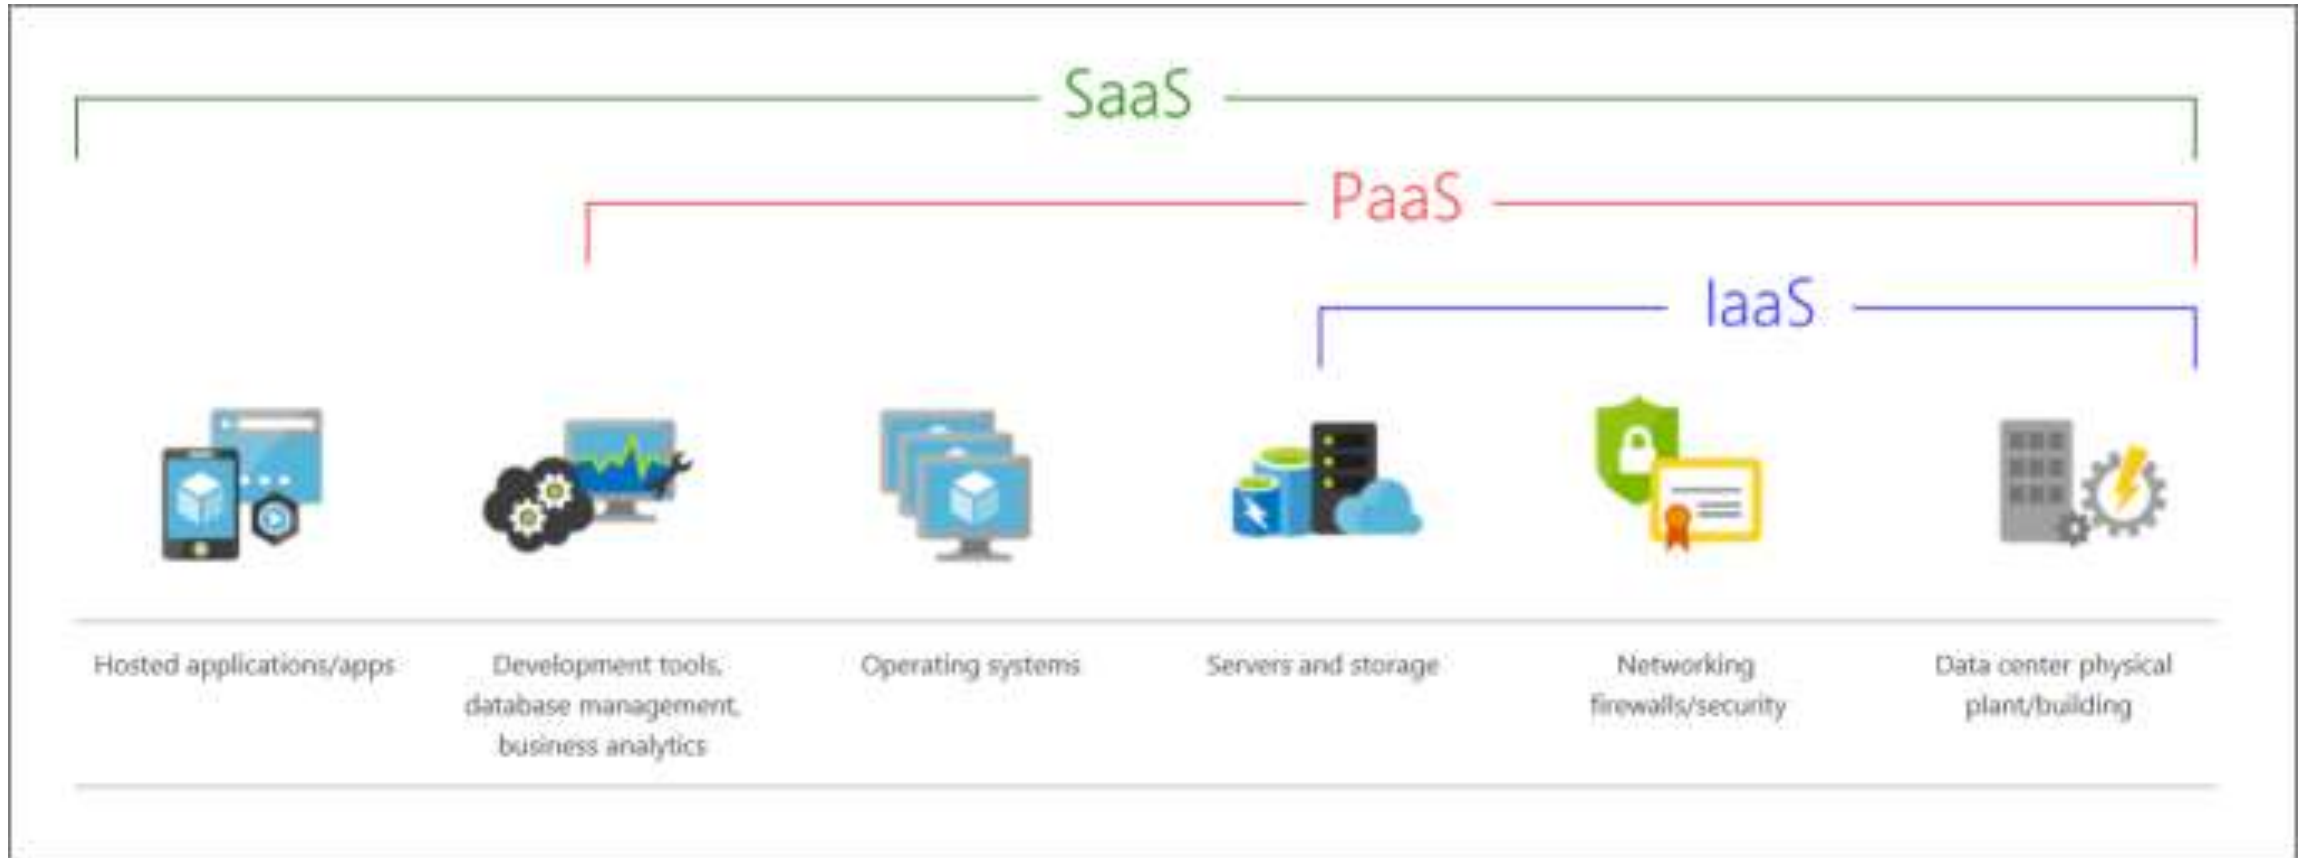 SaaS
PaaS
IaaS
Hosted applications/apps
Development tools,
database management,
business analytics
Operating systems
Servers and storage
Networking
firewalls/security
Data center physical
plant/building